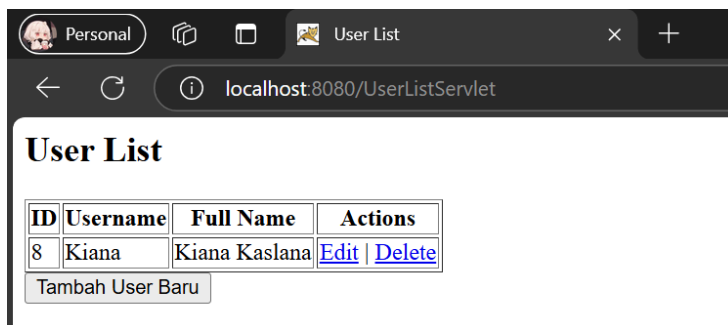 Personal
User List
localhost:8080/UserListServlet
User List
ID Username Full Name Actions
8 Kiana Kiana Kaslana Edit | Delete
Tambah User Baru